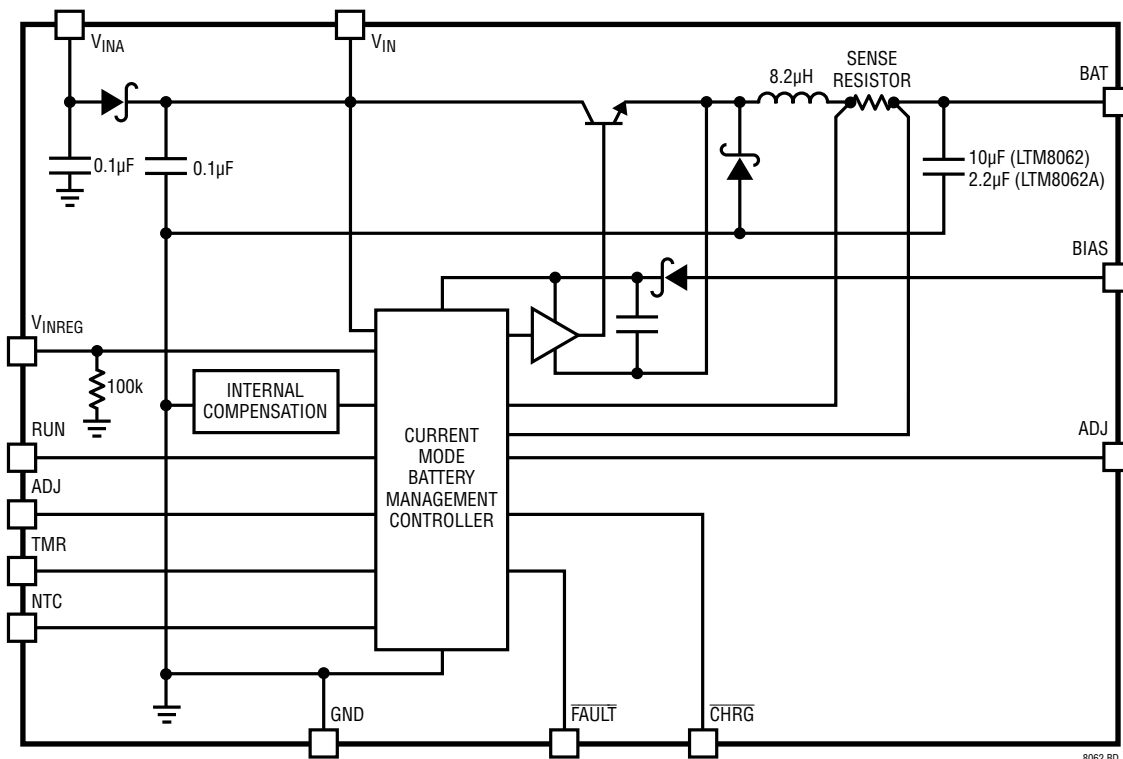 VINA
VIN
8.2µH
SENSE
RESISTOR
BAT
0.1µF
0.1µF
10µF (LTM8062)
2.2µF (LTM8062A)
BIAS
VINREG
100k
INTERNAL
COMPENSATION
RUN
CURRENT
MODE
BATTERY
MANAGEMENT
CONTROLLER
ADJ
ADJ
TMR
NTC
GND
FAULT
CHRG
8062 BD